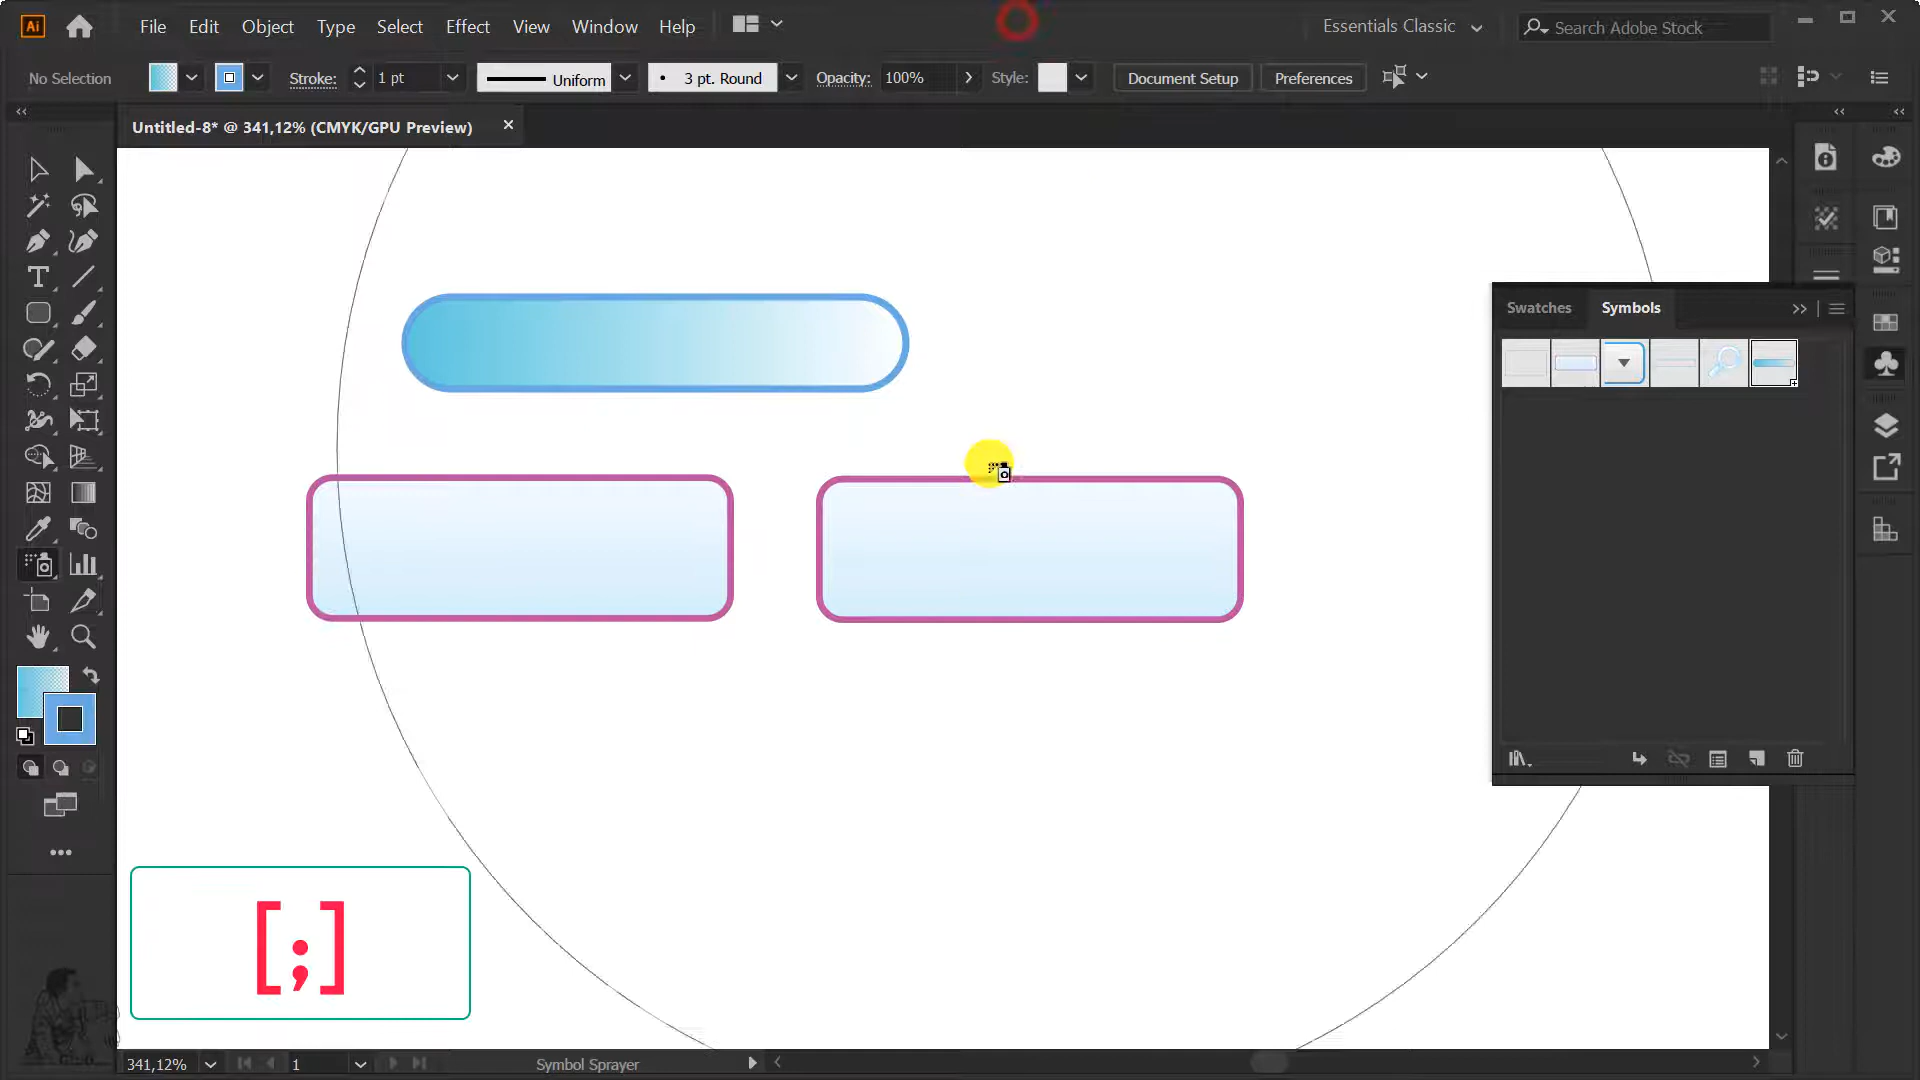 Ai File Edit Object Type Select Effect View Window Help Essentials Classic Search Adobe Stock
No Selection Stroke: 1 pt Uniform 3 pt. Round Opacity: 100% Style: Document Setup Preferences
Untitled-8* @ 341,12% (CMYK/GPU Preview)
Swatches Symbols
[;]
341,12% 1 Symbol Sprayer